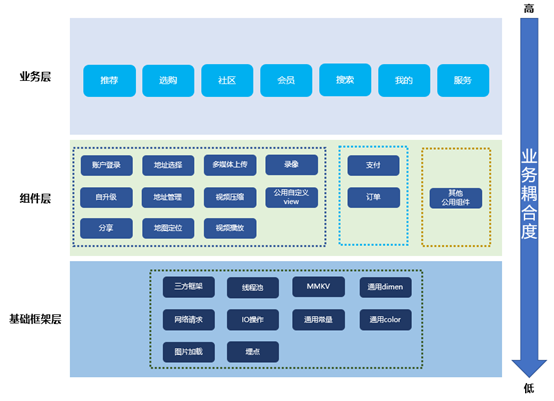 高
业务层
推荐 选购 社区 会员 搜索 我的 服务
业务耦合度
组件层
账户登录 地址选择 多媒体上传 录像 支付
自升级 地址管理 视频压缩 公用自定义view 订单 其他公用组件
分享 地图定位 视频播放
基础框架层
三方框架 线程池 MMKV 通用dimen
网络请求 IO操作 通用常量 通用color
图片加载 埋点
低